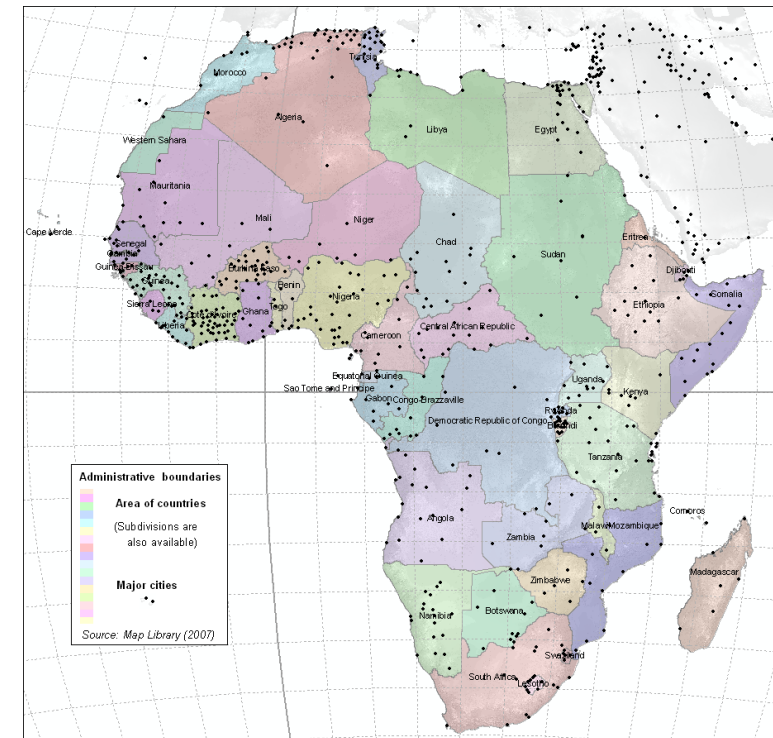 Tunisia
Morocco
Algeria
Libya
Egypt
Western Sahara
Mauritania
Mali
Niger
Chad
Sudan
Eritrea
Cape Verde
Senegal
Gambia
Guinea Bissau
Guinea
Burkina Faso
Benin
Nigeria
Djibouti
Somalia
Ethiopia
Sierra Leone
Liberia
Cote d'Ivoire
Ghana
Togo
Cameroon
Central African Republic
Equatorial Guinea
Sao Tome and Principe
Gabon
Congo-Brazzaville
Uganda
Kenya
Rwanda
Burundi
Democratic Republic of Congo
Tanzania
Angola
Zambia
Malawi
Mozambique
Comoros
Madagascar
Zimbabwe
Namibia
Botswana
Swaziland
South Africa
Lesotho
Administrative boundaries
Area of countries
(Subdivisions are
also available)
Major cities
Source: Map Library (2007)